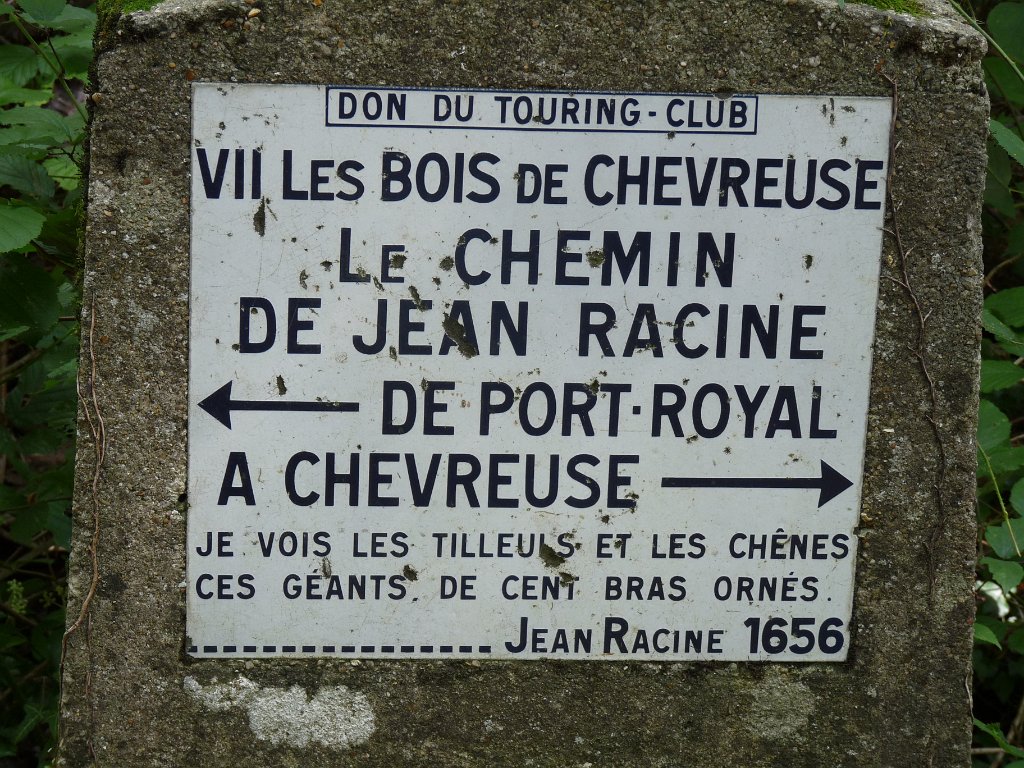 DON DU TOURING-CLUB
VII LES BOIS DE CHEVREUSE
LE CHEMIN
DE JEAN RACINE
← DE PORT-ROYAL
A CHEVREUSE →
JE VOIS LES TILLEULS ET LES CHÊNES
CES GÉANTS, DE CENT BRAS ORNÉS.
JEAN RACINE 1656